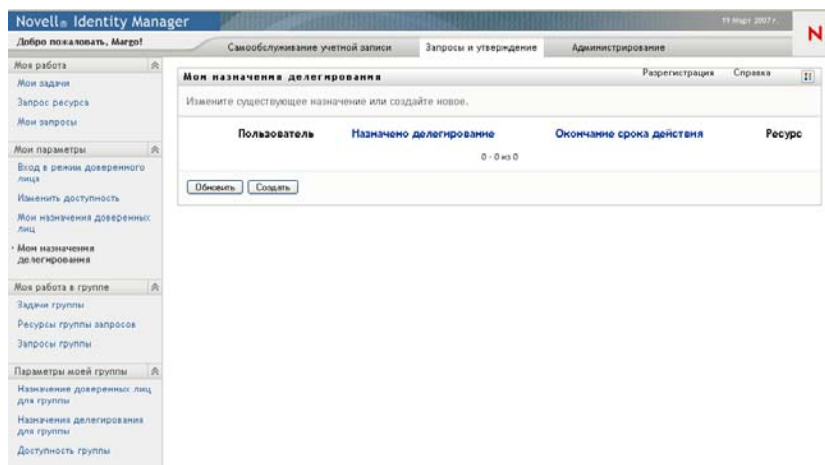 Novell® Identity Manager
19 Март 2007 г.
N
Добро пожаловать, Margo!
Самообслуживание учетной записи
Запросы и утверждение
Администрирование
Моя работа
Мои задачи
Запрос ресурса
Мои запросы
Мои параметры
Вход в режим доверенного
лица
Изменить доступность
Мои назначения доверенных
лиц
Мои назначения
делегирования
Моя работа в группе
Задачи группы
Ресурсы группы запросов
Запросы группы
Параметры моей группы
Назначение доверенных лиц
для группы
Назначения делегирования
для группы
Доступность группы
Мои назначения делегирования
Разрегистрация
Справка
Измените существующее назначение или создайте новое.
Пользователь
Назначено делегирование
Окончание срока действия
Ресурс
0 - 0 из 0
Обновить
Создать